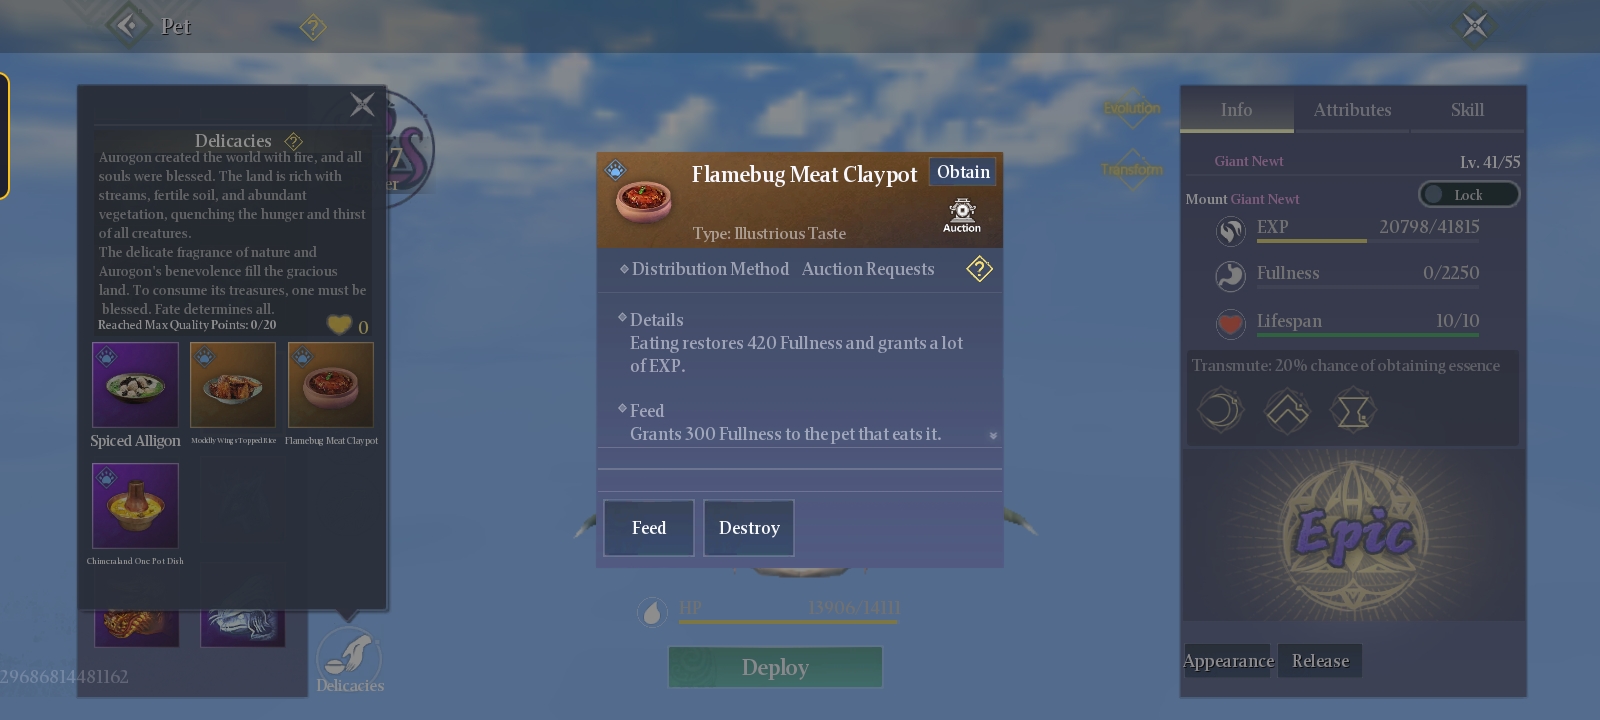 Pet
?
Delicacies ?
Aurogon created the world with fire, and all
souls were blessed. The land is rich with
streams, fertile soil, and abundant
vegetation, quenching the hunger and thirst
of all creatures.
The delicate fragrance of nature and
Aurogon's benevolence fill the gracious
land. To consume its treasures, one must be
blessed. Fate determines all.
Reached Max Quality Points: 0/20
0
Spiced Alligon
Flamebug Meat Claypot
Chimeraland One Pot Dish
29686814481162
Delicacies
Flamebug Meat Claypot
Obtain
Auction
Type: Illustrious Taste
Distribution Method Auction Requests
?
Details
Eating restores 420 Fullness and grants a lot
of EXP.
Feed
Grants 300 Fullness to the pet that eats it.
Feed
Destroy
HP 13906/14111
Deploy
Evolution
Transform
Info
Attributes
Skill
Giant Newt
Lv. 41/55
Mount Giant Newt
Lock
EXP 20798/41815
Fullness 0/2250
Lifespan 10/10
Transmute: 20% chance of obtaining essence
Epic
Appearance
Release